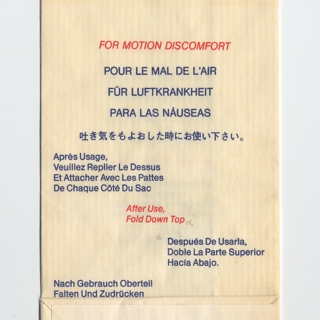 FOR MOTION DISCOMFORT
POUR LE MAL DE L'AIR
FÜR LUFTKRANKHEIT
PARA LAS NÁUSEAS
吐き気をもよおした時にお使い下さい。
Après Usage,
Veuillez Replier Le Dessus
Et Attacher Avec Les Pattes
De Chaque Côté Du Sac
After Use,
Fold Down Top
Después De Usarla,
Doble La Parte Superior
Hacia Abajo.
Nach Gebrauch Oberteil
Falten Und Zudrücken